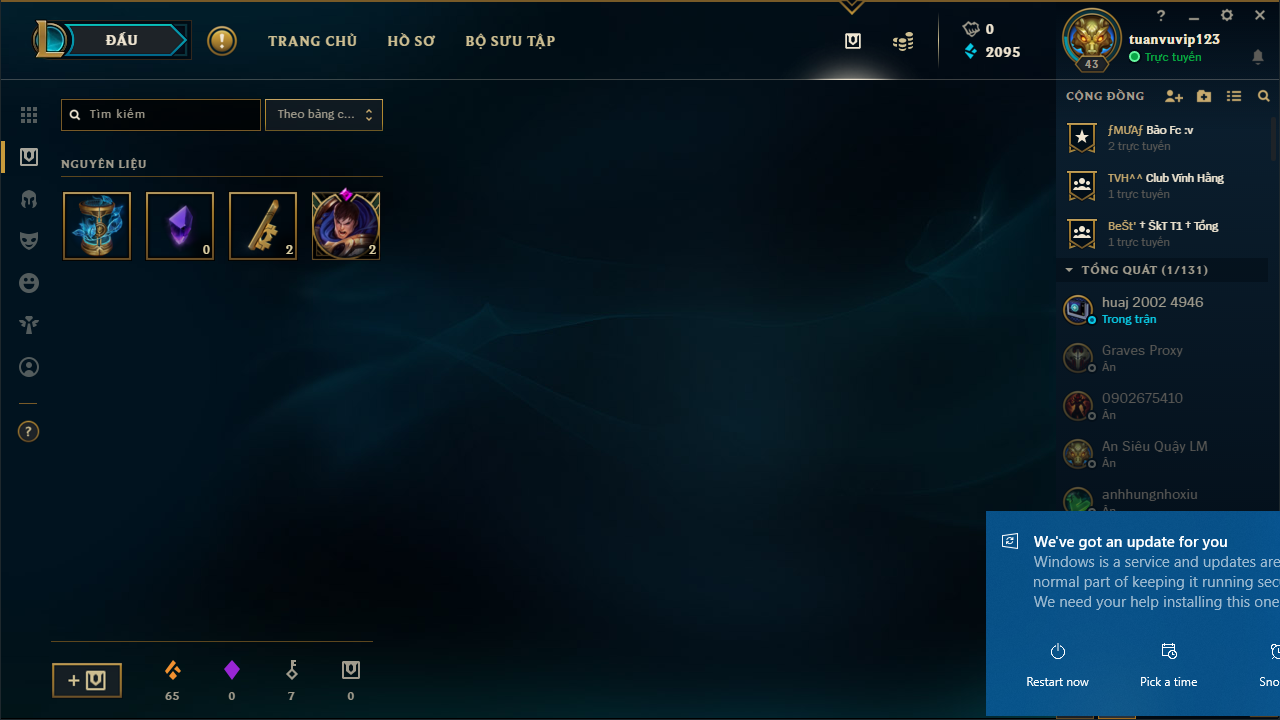 ĐẤU
TRANG CHỦ
HỒ SƠ
BỘ SƯU TẬP
0
2095
?
43
tuanvuvip123
Trực tuyến
Tìm kiếm
Theo bảng c...
NGUYÊN LIỆU
0
2
2
?
65
0
7
0
CỘNG ĐỒNG
ƒMƯAƒ Bảo Fc :v
2 trực tuyến
TVH^^ Club Vĩnh Hằng
1 trực tuyến
BeŠt' † ŠkT T1 † Tổng
1 trực tuyến
TỔNG QUÁT (1/131)
huaj 2002 4946
Trong trận
Graves Proxy
Ẩn
0902675410
Ẩn
An Siêu Quậy LM
Ẩn
anhhungnhoxiu
We've got an update for you
Windows is a service and updates are
normal part of keeping it running sec
We need your help installing this one
Restart now
Pick a time
Sno